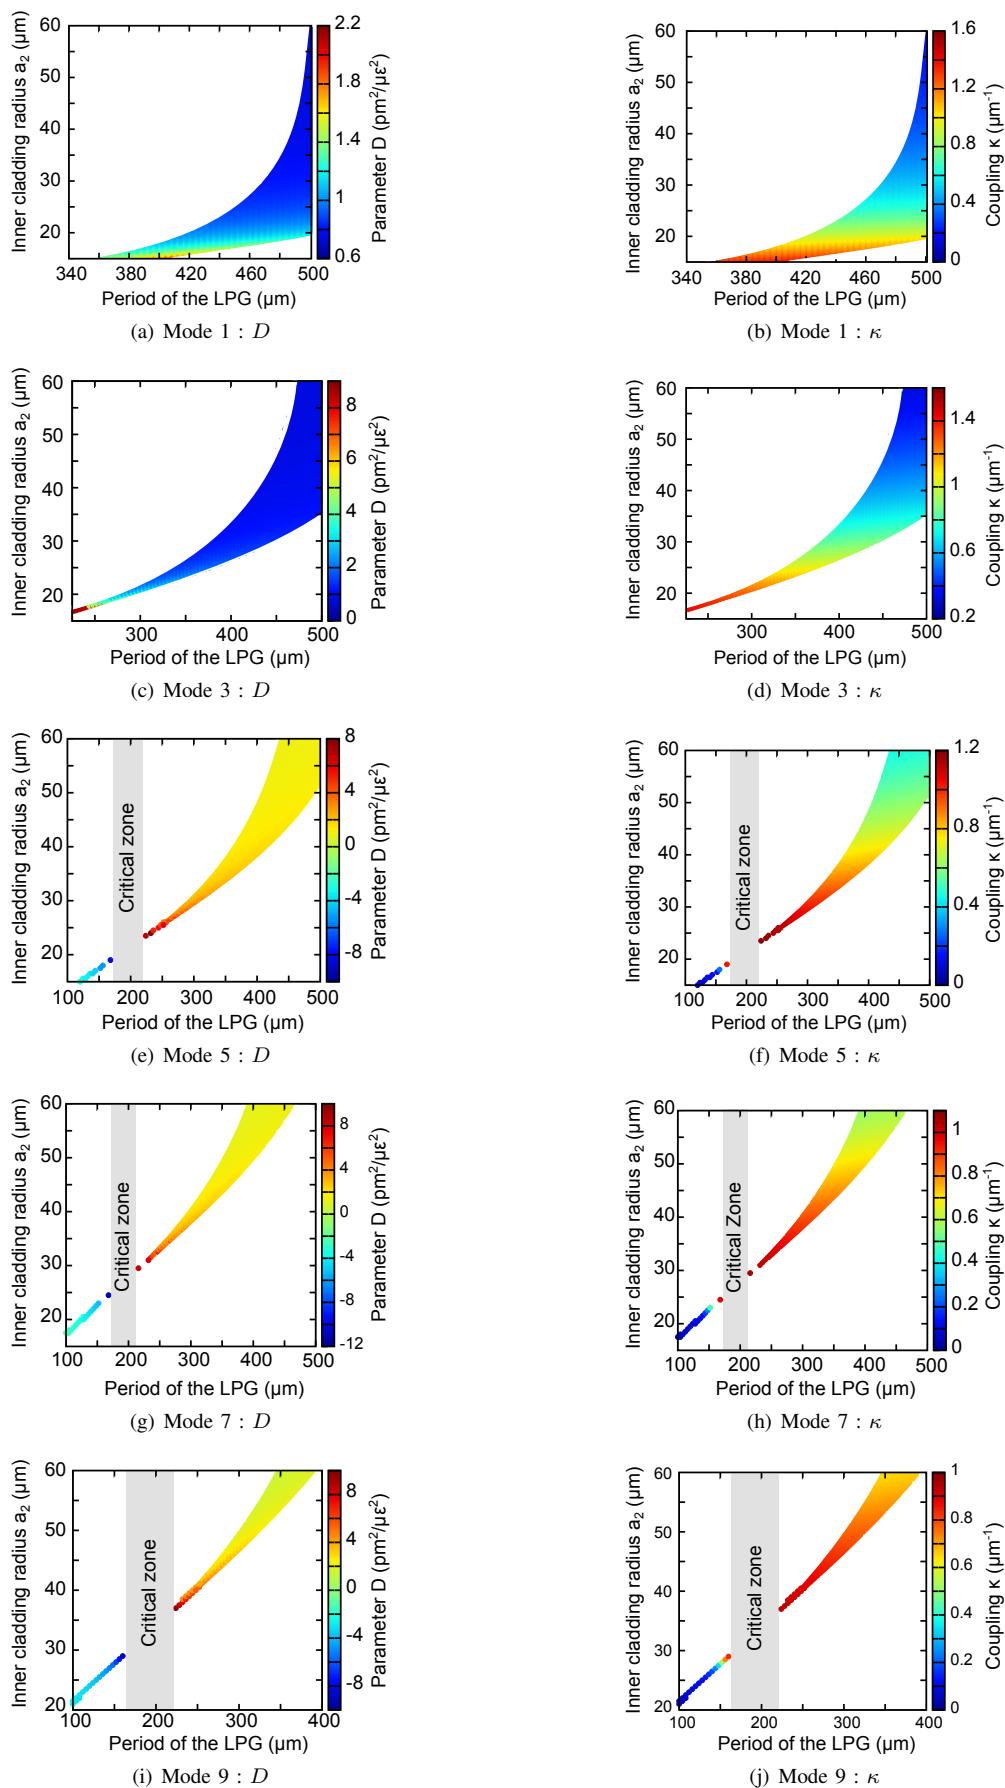 Inner cladding radius a2 (µm)
60
50
40
30
20
340 380 420 460 500
Period of the LPG (µm)
2.2
1.8
1.4
1
0.6
Parameter D (pm²/µε²)
(a) Mode 1 : D
Inner cladding radius a2 (µm)
60
50
40
30
20
340 380 420 460 500
Period of the LPG (µm)
1.6
1.2
0.8
0.4
0
Coupling κ (µm⁻¹)
(b) Mode 1 : κ
Inner cladding radius a2 (µm)
60
50
40
30
20
300 400 500
Period of the LPG (µm)
8
6
4
2
0
Parameter D (pm²/µε²)
(c) Mode 3 : D
Inner cladding radius a2 (µm)
60
50
40
30
20
300 400 500
Period of the LPG (µm)
1.4
1
0.6
0.2
Coupling κ (µm⁻¹)
(d) Mode 3 : κ
Inner cladding radius a2 (µm)
60
50
40
30
20
100 200 300 400 500
Period of the LPG (µm)
Critical zone
8
4
0
-4
-8
Parameter D (pm²/µε²)
(e) Mode 5 : D
Inner cladding radius a2 (µm)
60
50
40
30
20
100 200 300 400 500
Period of the LPG (µm)
Critical zone
1.2
0.8
0.4
0
Coupling κ (µm⁻¹)
(f) Mode 5 : κ
Inner cladding radius a2 (µm)
60
50
40
30
20
100 200 300 400 500
Period of the LPG (µm)
Critical zone
8
4
0
-4
-8
-12
Parameter D (pm²/µε²)
(g) Mode 7 : D
Inner cladding radius a2 (µm)
60
50
40
30
20
100 200 300 400 500
Period of the LPG (µm)
Critical Zone
1
0.8
0.6
0.4
0.2
0
Coupling κ (µm⁻¹)
(h) Mode 7 : κ
Inner cladding radius a2 (µm)
60
50
40
30
20
100 200 300 400
Period of the LPG (µm)
Critical zone
8
4
0
-4
-8
Parameter D (pm²/µε²)
(i) Mode 9 : D
Inner cladding radius a2 (µm)
60
50
40
30
20
100 200 300 400
Period of the LPG (µm)
Critical zone
1
0.8
0.6
0.4
0.2
0
Coupling κ (µm⁻¹)
(j) Mode 9 : κ